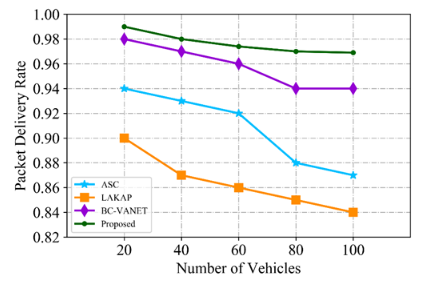 1.00
0.98
0.96
0.94
0.92
0.90
0.88
0.86
0.84
0.82
Packet Delivery Rate
ASC
LAKAP
BC-VANET
Proposed
20 40 60 80 100
Number of Vehicles